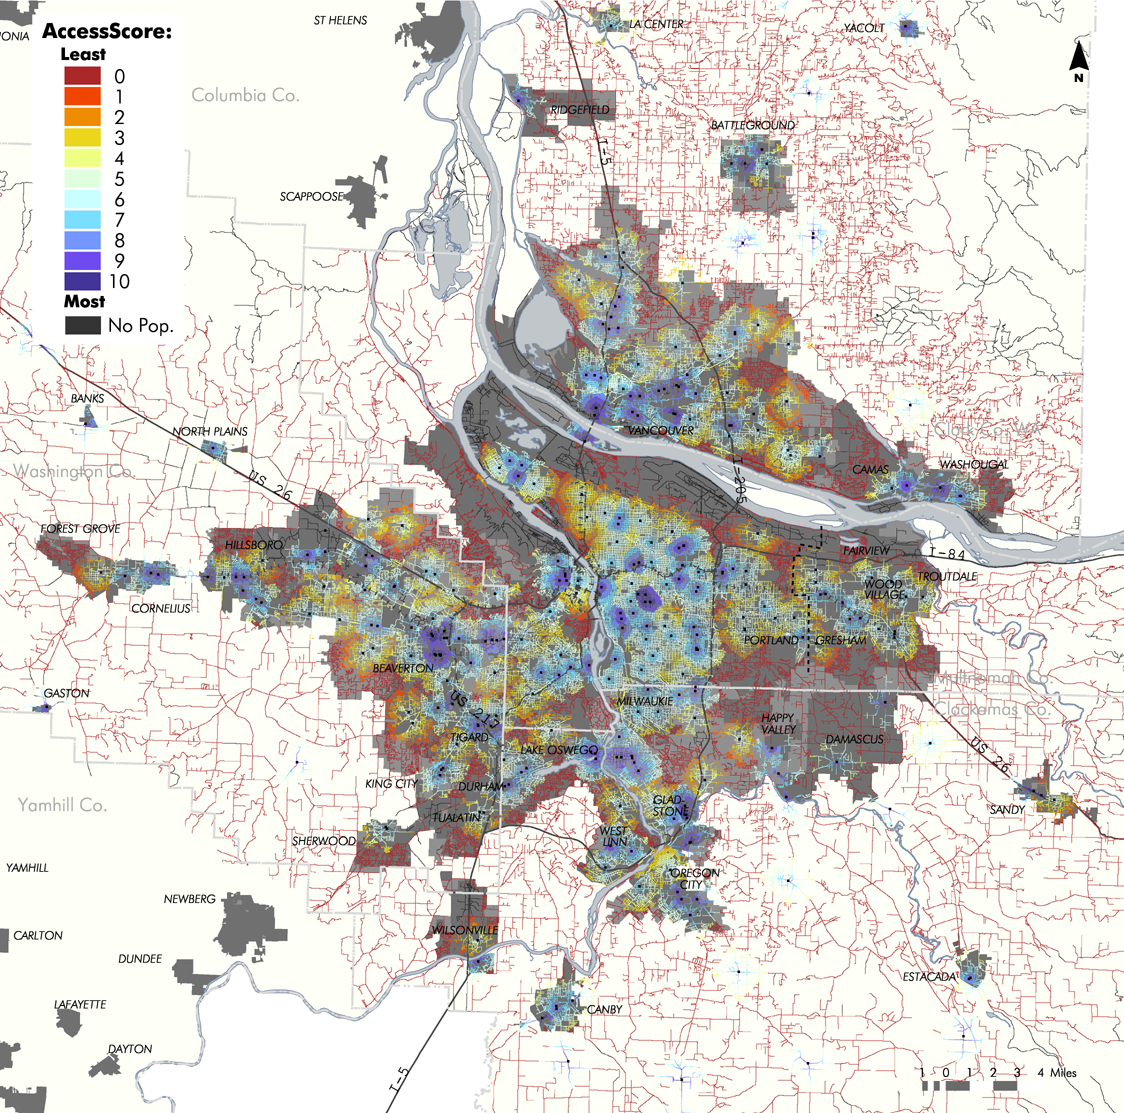 AccessScore:
Least
0
1
2
3
4
5
6
7
8
9
10
Most
No Pop.
ST HELENS
LA CENTER
YACOLT
N
Columbia Co.
RIDGEFIELD
BATTLEGROUND
I-5
SCAPPOOSE
BANKS
NORTH PLAINS
VANCOUVER
Washington Co.
US 26
I-205
CAMAS
WASHOUGAL
FOREST GROVE
HILLSBORO
FAIRVIEW
I-84
TROUTDALE
WOOD
VILLAGE
CORNELIUS
PORTLAND
GRESHAM
BEAVERTON
Multnomah Co.
GASTON
US 213
MILWAUKIE
Clackamas Co.
HAPPY
VALLEY
TIGARD
DAMASCUS
LAKE OSWEGO
US 26
KING CITY
DURHAM
Yamhill Co.
GLAD-
STONE
SANDY
TUALATIN
WEST
LINN
SHERWOOD
YAMHILL
OREGON
CITY
NEWBERG
WILSONVILLE
CARLTON
DUNDEE
ESTACADA
LAFAYETTE
CANBY
DAYTON
I-5
1 0 1 2 3 4 Miles